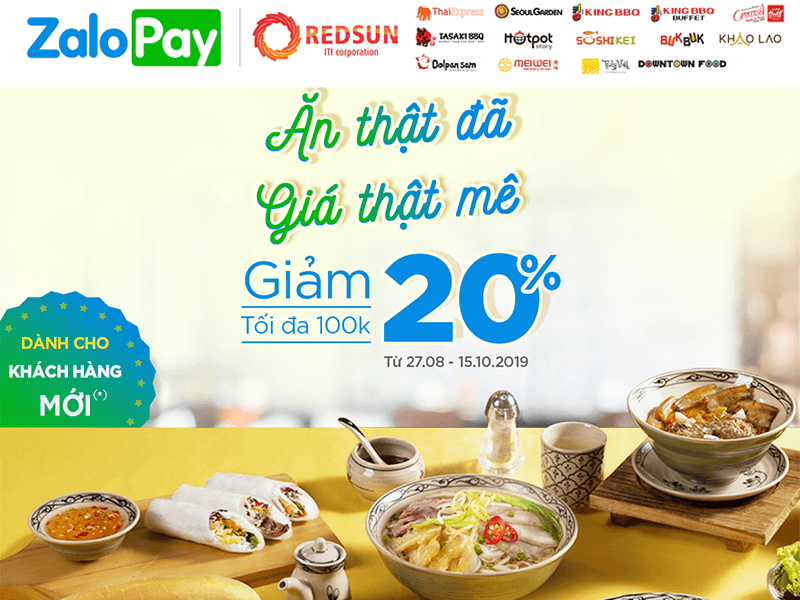 ZaloPay
REDSUN
ITI corporation
ThaiExpress
SEOULGARDEN
KING BBQ
KING BBQ
BUFFET
TASAKI BBQ
Hotpot
story
SUSHIKEI
BUKBUK
KHAO LAO
Dolpan Sam
MEIWEI
DOWNTOWN FOOD
Ăn thật đã
Giá thật mê
Giảm
Tối đa 100k
20%
Từ 27.08 - 15.10.2019
DÀNH CHO
KHÁCH HÀNG
MỚI(*)